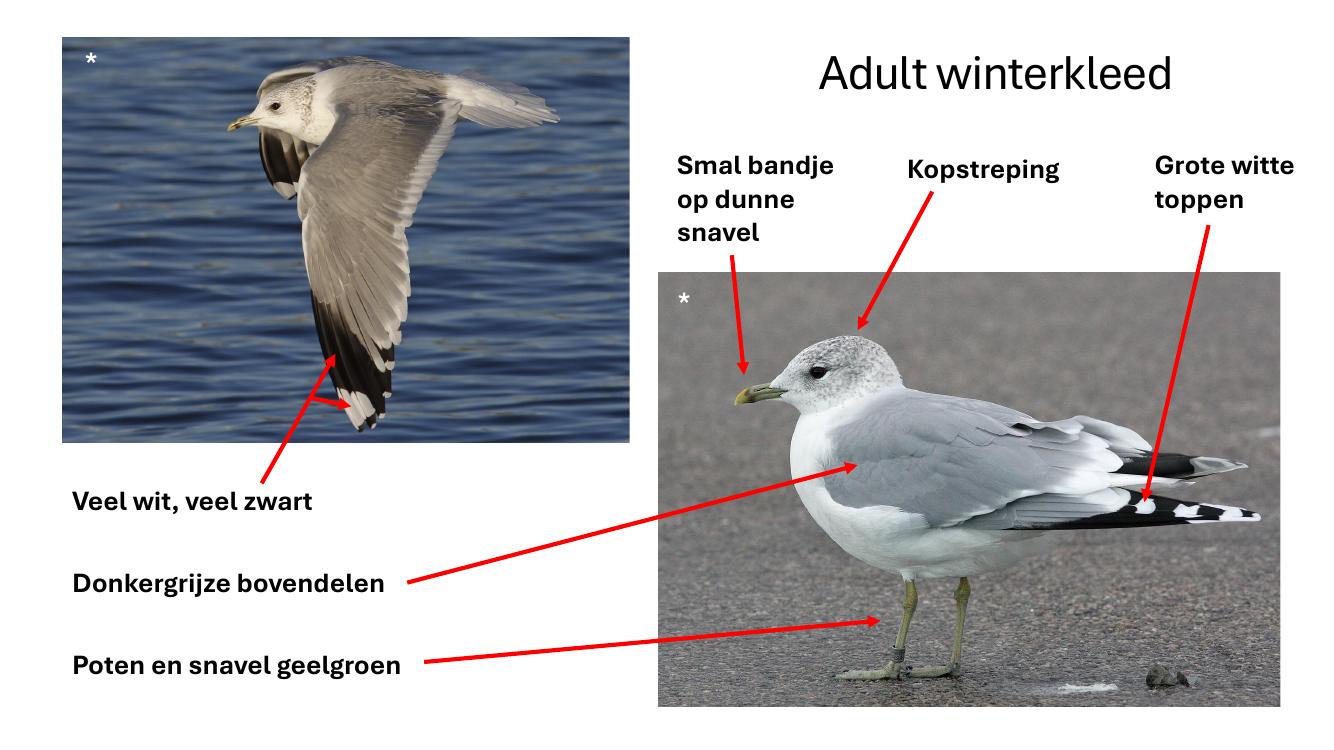 *
Adult winterkleed
Smal bandje
op dunne
snavel
Kopstreping
Grote witte
toppen
*
Veel wit, veel zwart
Donkergrijze bovendelen
Poten en snavel geelgroen